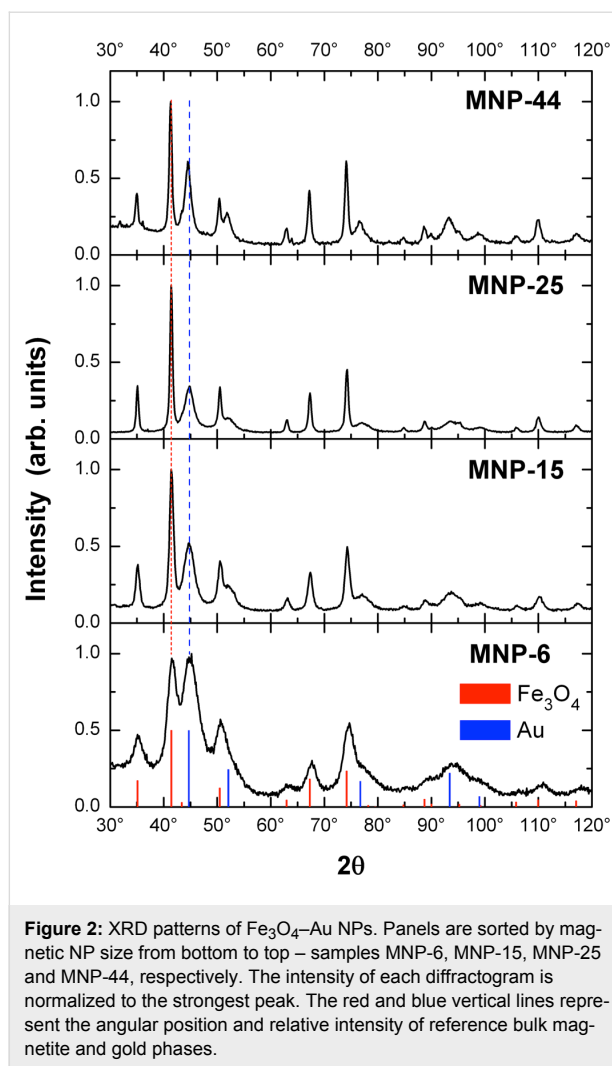 30° 40° 50° 60° 70° 80° 90° 100° 110° 120°
1.0
MNP-44
0.5
0.0
1.0
MNP-25
0.5
0.0
1.0
MNP-15
0.5
0.0
1.0
MNP-6
Fe₃O₄
Au
0.5
0.0
Intensity (arb. units)
30° 40° 50° 60° 70° 80° 90° 100° 110° 120°
2θ
Figure 2: XRD patterns of Fe₃O₄–Au NPs. Panels are sorted by mag-
netic NP size from bottom to top – samples MNP-6, MNP-15, MNP-25
and MNP-44, respectively. The intensity of each diffractogram is
normalized to the strongest peak. The red and blue vertical lines repre-
sent the angular position and relative intensity of reference bulk mag-
netite and gold phases.